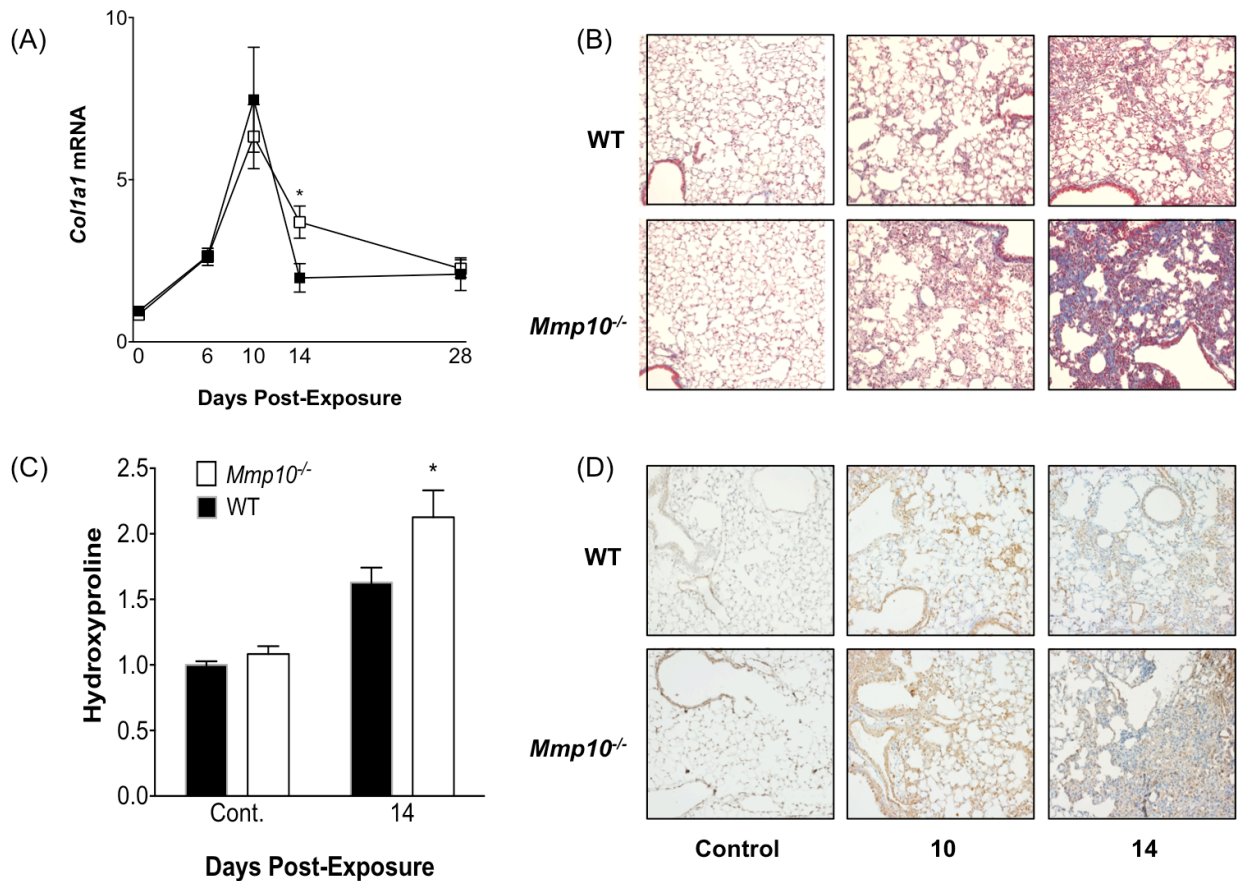 (A)
10
5
0
Col1a1 mRNA
*
0 6 10 14 28
Days Post-Exposure
(B)
WT
Mmp10-/-
(C)
2.5
2.0
1.5
1.0
0.5
0.0
Hydroxyproline
Mmp10-/-
WT
*
Cont. 14
Days Post-Exposure
(D)
WT
Mmp10-/-
Control 10 14